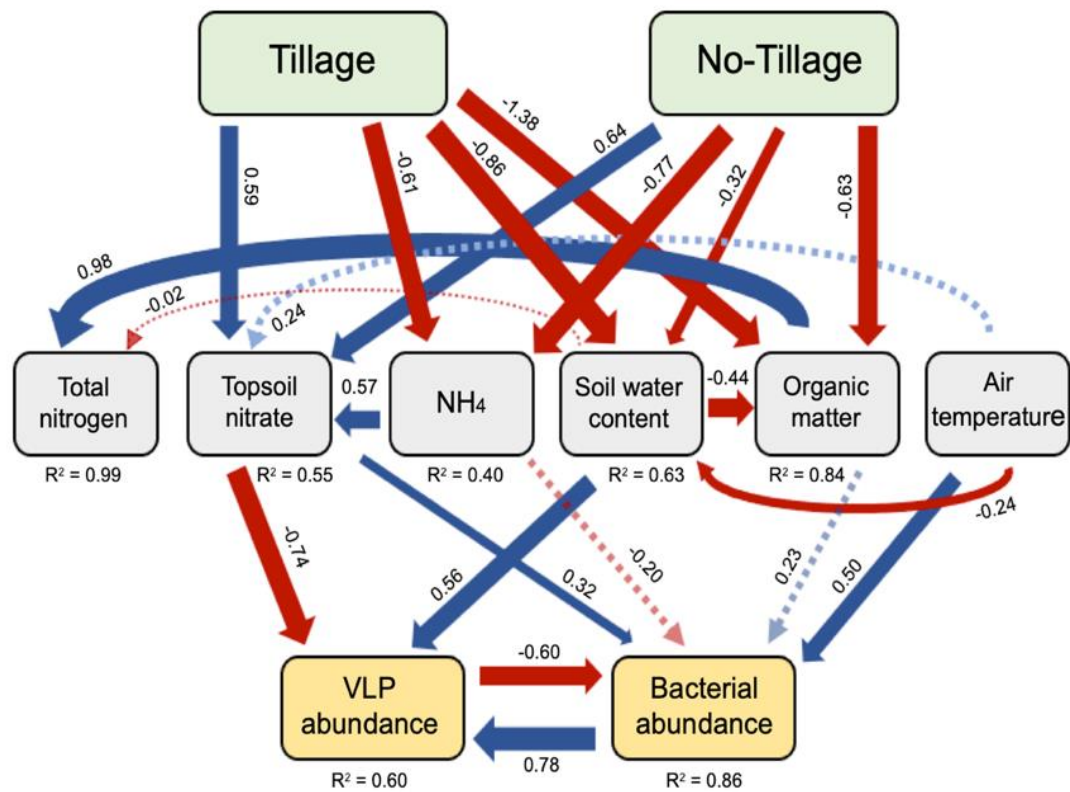 Tillage
No-Tillage
-1.38
0.64
0.59
-0.61
-0.86
-0.77
-0.32
-0.63
0.98
-0.02
0.24
Total
nitrogen
Topsoil
nitrate
0.57
NH₄
Soil water
content
-0.44
Organic
matter
Air
temperature
R² = 0.99
R² = 0.55
R² = 0.40
R² = 0.63
R² = 0.84
-0.24
-0.74
0.56
0.32
-0.20
0.23
0.50
VLP
abundance
-0.60
Bacterial
abundance
0.78
R² = 0.60
R² = 0.86